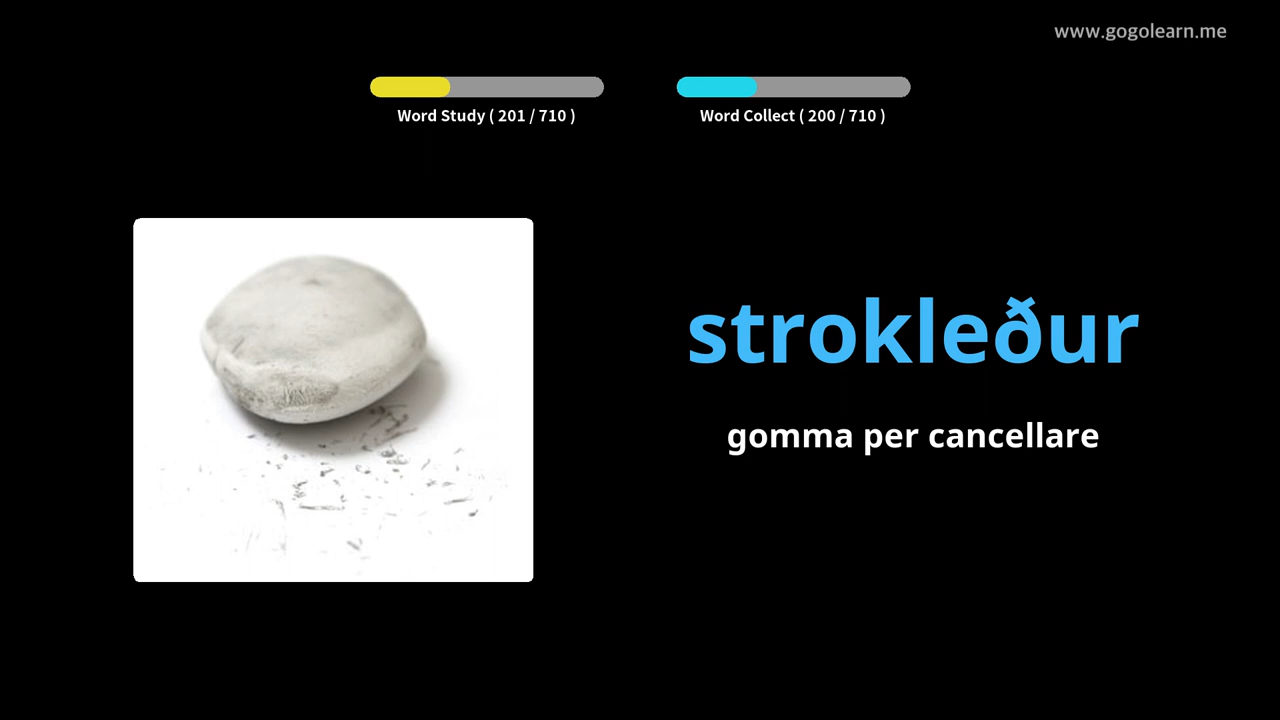 www.gogolearn.me
Word Study ( 201 / 710 )
Word Collect ( 200 / 710 )
strokleður
gomma per cancellare